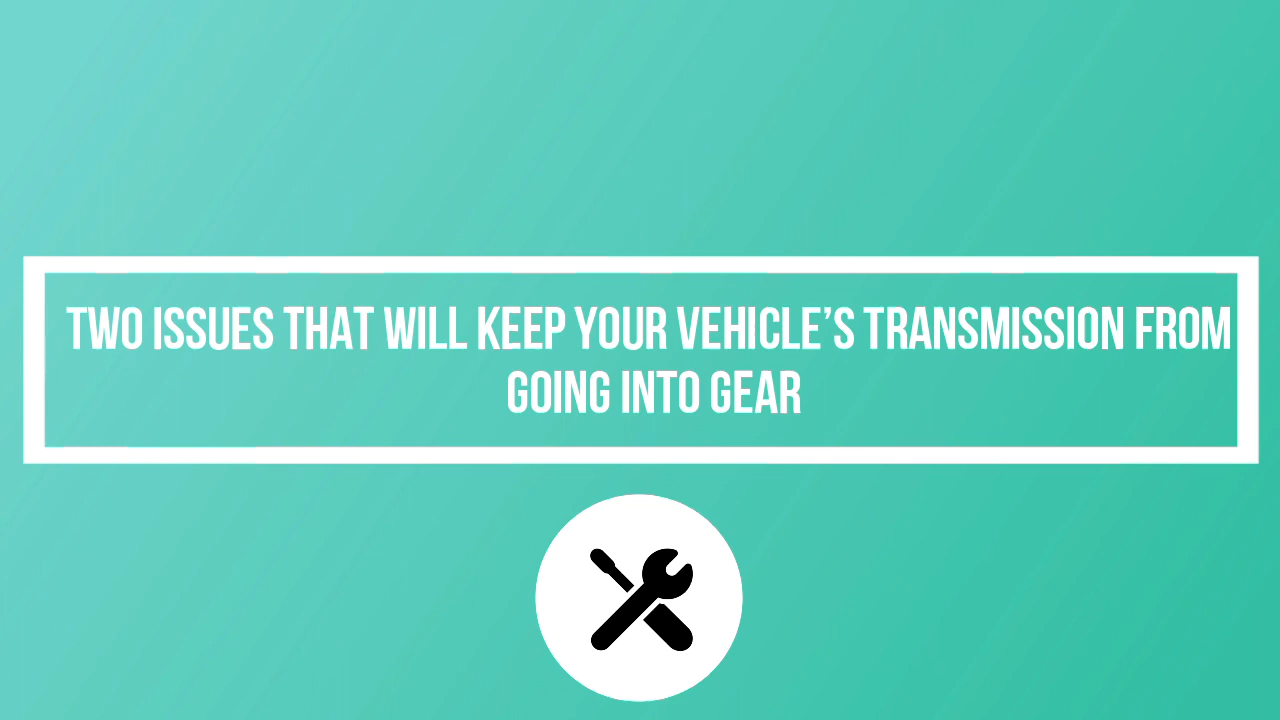 TWO ISSUES THAT WILL KEEP YOUR VEHICLE’S TRANSMISSION FROM
GOING INTO GEAR